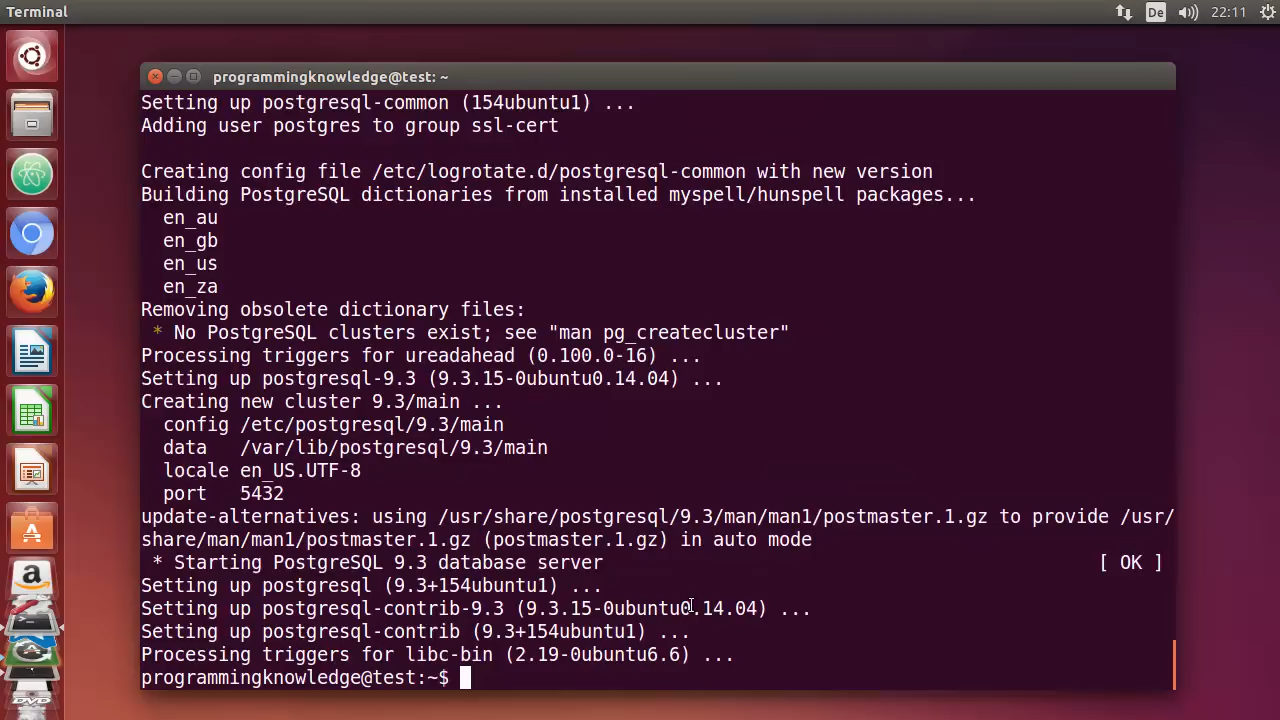 Terminal
De
22:11
programmingknowledge@test: ~
Setting up postgresql-common (154ubuntu1) ...
Adding user postgres to group ssl-cert
Creating config file /etc/logrotate.d/postgresql-common with new version
Building PostgreSQL dictionaries from installed myspell/hunspell packages...
en_au
en_gb
en_us
en_za
Removing obsolete dictionary files:
* No PostgreSQL clusters exist; see "man pg_createcluster"
Processing triggers for ureadahead (0.100.0-16) ...
Setting up postgresql-9.3 (9.3.15-0ubuntu0.14.04) ...
Creating new cluster 9.3/main ...
config /etc/postgresql/9.3/main
data   /var/lib/postgresql/9.3/main
locale en_US.UTF-8
port   5432
update-alternatives: using /usr/share/postgresql/9.3/man/man1/postmaster.1.gz to provide /usr/
share/man/man1/postmaster.1.gz (postmaster.1.gz) in auto mode
* Starting PostgreSQL 9.3 database server [ OK ]
Setting up postgresql (9.3+154ubuntu1) ...
Setting up postgresql-contrib-9.3 (9.3.15-0ubuntu0.14.04) ...
Setting up postgresql-contrib (9.3+154ubuntu1) ...
Processing triggers for libc-bin (2.19-0ubuntu6.6) ...
programmingknowledge@test:~$
DVD